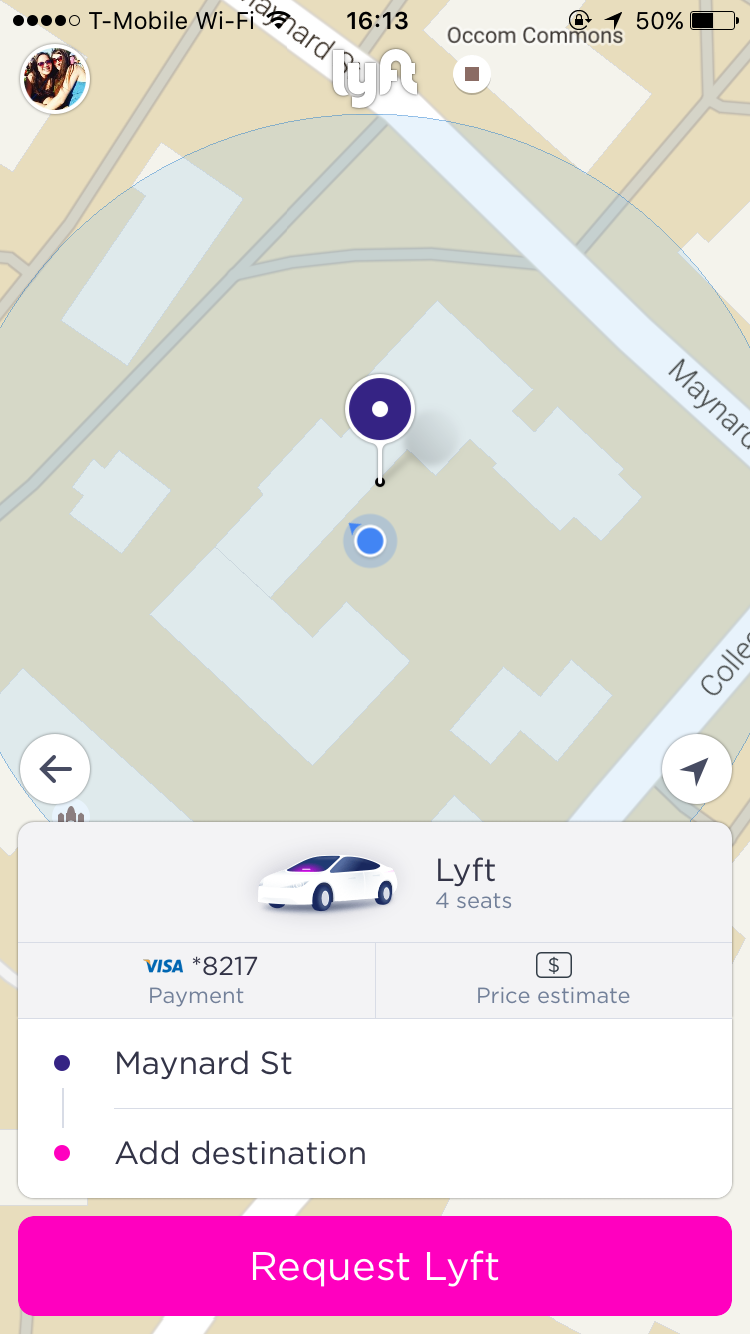 T-Mobile Wi-Fi 16:13 50%
Maynard S
Occom Commons
lyft
Maynard
Colle
Lyft
4 seats
VISA *8217
$
Payment
Price estimate
Maynard St
Add destination
Request Lyft